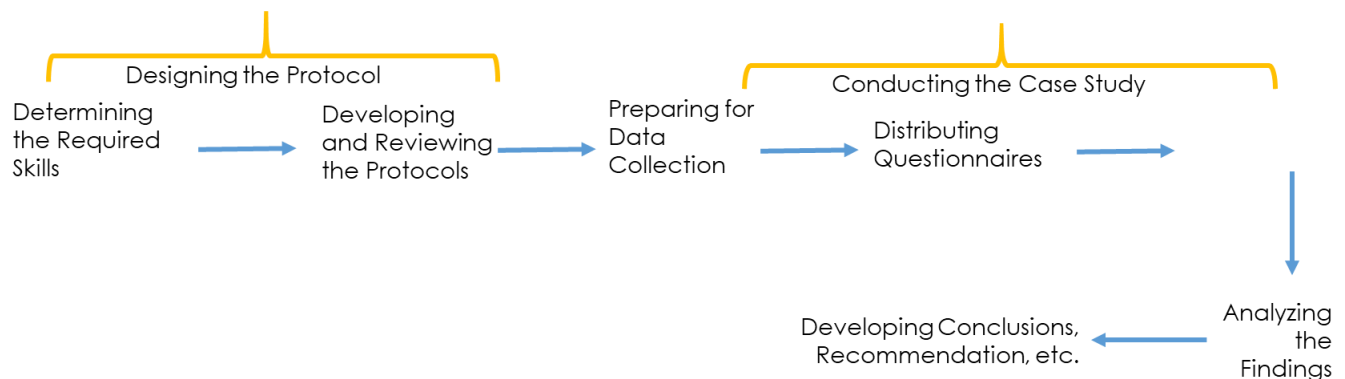 Designing the Protocol
Conducting the Case Study
Determining
the Required
Skills
Developing
and Reviewing
the Protocols
Preparing for
Data
Collection
Distributing
Questionnaires
Analyzing
the
Findings
Developing Conclusions,
Recommendation, etc.